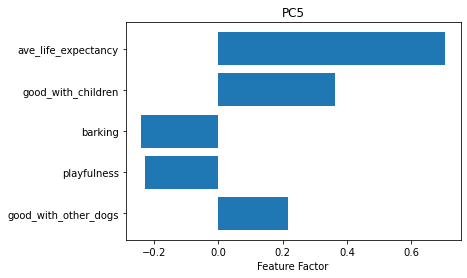 PC5
ave_life_expectancy
good_with_children
barking
playfulness
good_with_other_dogs
−0.2 0.0 0.2 0.4 0.6
Feature Factor